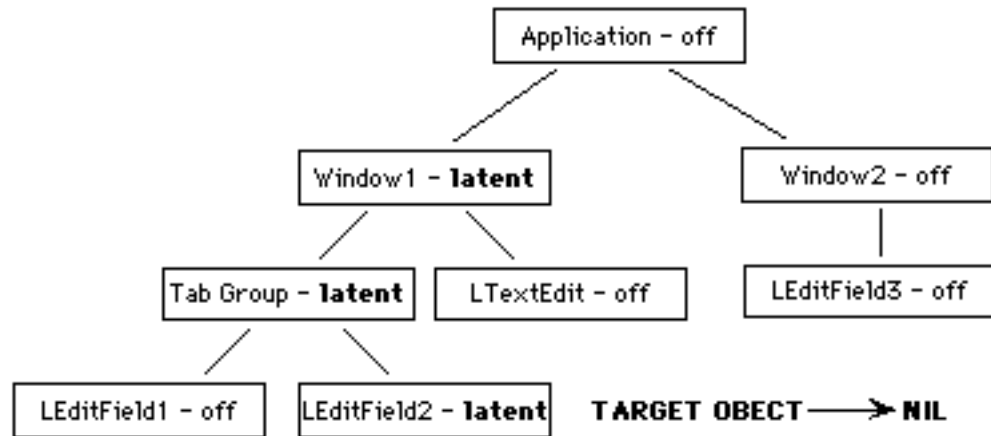 Application - off
Window1 - latent
Window2 - off
Tab Group - latent
LTextEdit - off
LEditField3 - off
LEditField1 - off
LEditField2 - latent
TARGET OBECT NIL